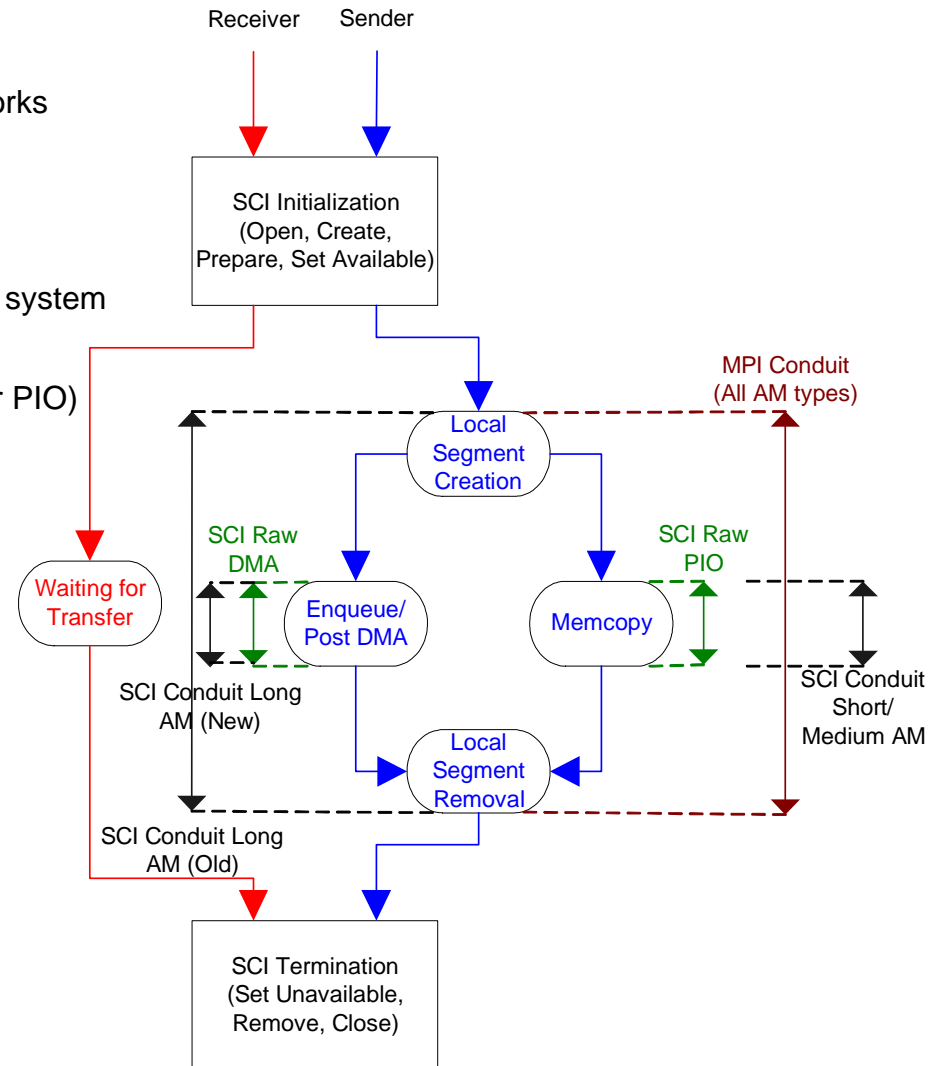 Receiver
Sender
orks
SCI Initialization
(Open, Create,
Prepare, Set Available)
system
r PIO)
MPI Conduit
(All AM types)
Local
Segment
Creation
SCI Raw
DMA
SCI Raw
PIO
Waiting for
Transfer
Enqueue/
Post DMA
Memcopy
SCI Conduit Long
AM (New)
SCI Conduit
Short/
Medium AM
Local
Segment
Removal
SCI Conduit Long
AM (Old)
SCI Termination
(Set Unavailable,
Remove, Close)